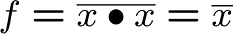 $f = \overline{x \bullet x} = \overline{x}$